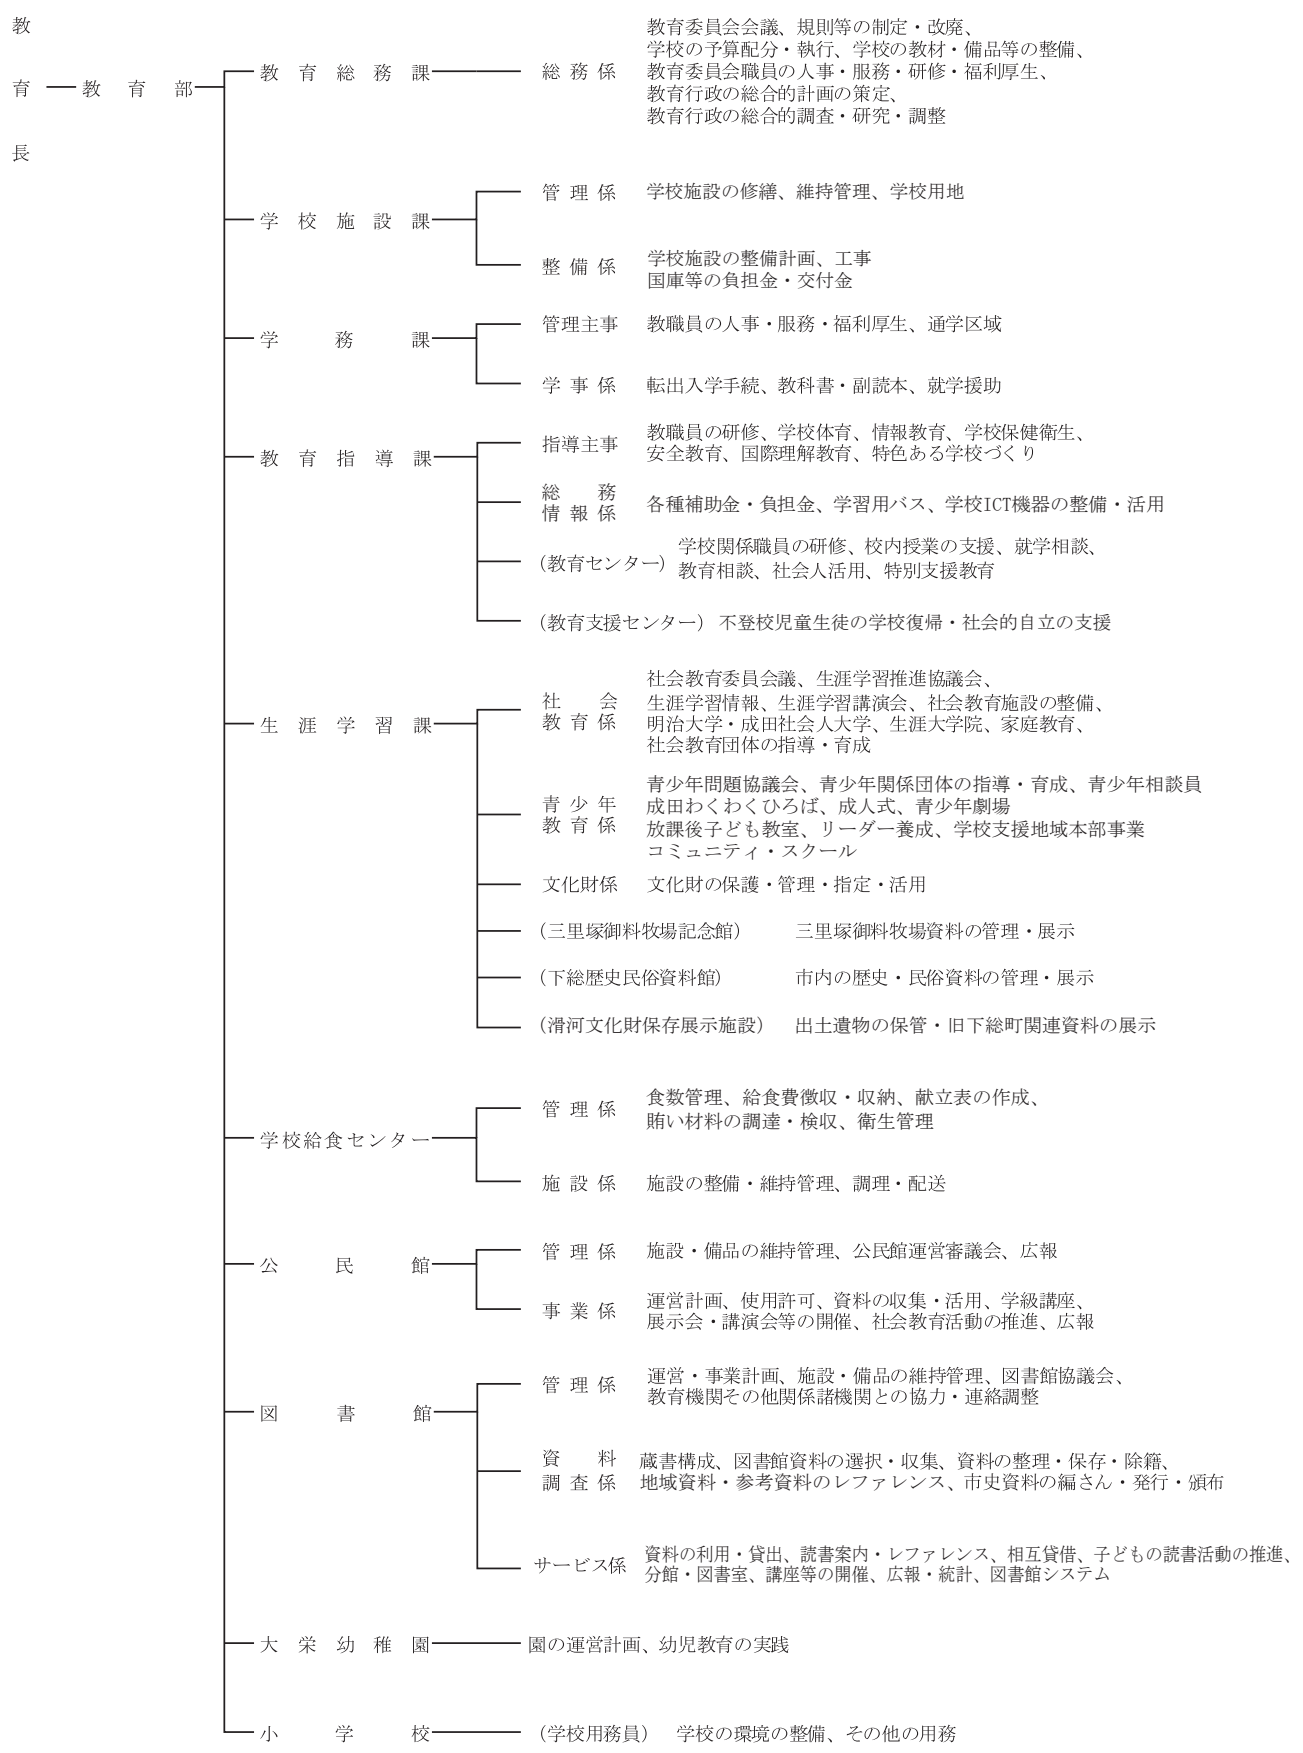 教育長
教育部
教育総務課
総務係
教育委員会会議、規則等の制定・改廃、
学校の予算配分・執行、学校の教材・備品等の整備、
教育委員会職員の人事・服務・研修・福利厚生、
教育行政の総合的計画の策定、
教育行政の総合的調査・研究・調整
学校施設課
管理係
学校施設の修繕、維持管理、学校用地
整備係
学校施設の整備計画、工事
国庫等の負担金・交付金
学務課
管理主事
教職員の人事・服務・福利厚生、通学区域
学事係
転出入学手続、教科書・副読本、就学援助
教育指導課
指導主事
教職員の研修、学校体育、情報教育、学校保健衛生、
安全教育、国際理解教育、特色ある学校づくり
総務
情報係
各種補助金・負担金、学習用バス、学校ICT機器の整備・活用
（教育センター）
学校関係職員の研修、校内授業の支援、就学相談、
教育相談、社会人活用、特別支援教育
（教育支援センター）
不登校児童生徒の学校復帰・社会的自立の支援
生涯学習課
社会
教育係
社会教育委員会議、生涯学習推進協議会、
生涯学習情報、生涯学習講演会、社会教育施設の整備、
明治大学・成田社会人大学、生涯大学院、家庭教育、
社会教育団体の指導・育成
青少年
教育係
青少年問題協議会、青少年関係団体の指導・育成、青少年相談員
成田わくわくひろば、成人式、青少年劇場
放課後子ども教室、リーダー養成、学校支援地域本部事業
コミュニティ・スクール
文化財係
文化財の保護・管理・指定・活用
（三里塚御料牧場記念館）
三里塚御料牧場資料の管理・展示
（下総歴史民俗資料館）
市内の歴史・民俗資料の管理・展示
（滑河文化財保存展示施設）
出土遺物の保管・旧下総町関連資料の展示
学校給食センター
管理係
食数管理、給食費徴収・収納、献立表の作成、
賄い材料の調達・検収、衛生管理
施設係
施設の整備・維持管理、調理・配送
公民館
管理係
施設・備品の維持管理、公民館運営審議会、広報
事業係
運営計画、使用許可、資料の収集・活用、学級講座、
展示会・講演会等の開催、社会教育活動の推進、広報
図書館
管理係
運営・事業計画、施設・備品の維持管理、図書館協議会、
教育機関その他関係諸機関との協力・連絡調整
資料
調査係
蔵書構成、図書館資料の選択・収集、資料の整理・保存・除籍、
地域資料・参考資料のレファレンス、市史資料の編さん・発行・頒布
サービス係
資料の利用・貸出、読書案内・レファレンス、相互貸借、子どもの読書活動の推進、
分館・図書室、講座等の開催、広報・統計、図書館システム
大栄幼稚園
園の運営計画、幼児教育の実践
小学校
（学校用務員）
学校の環境の整備、その他の用務